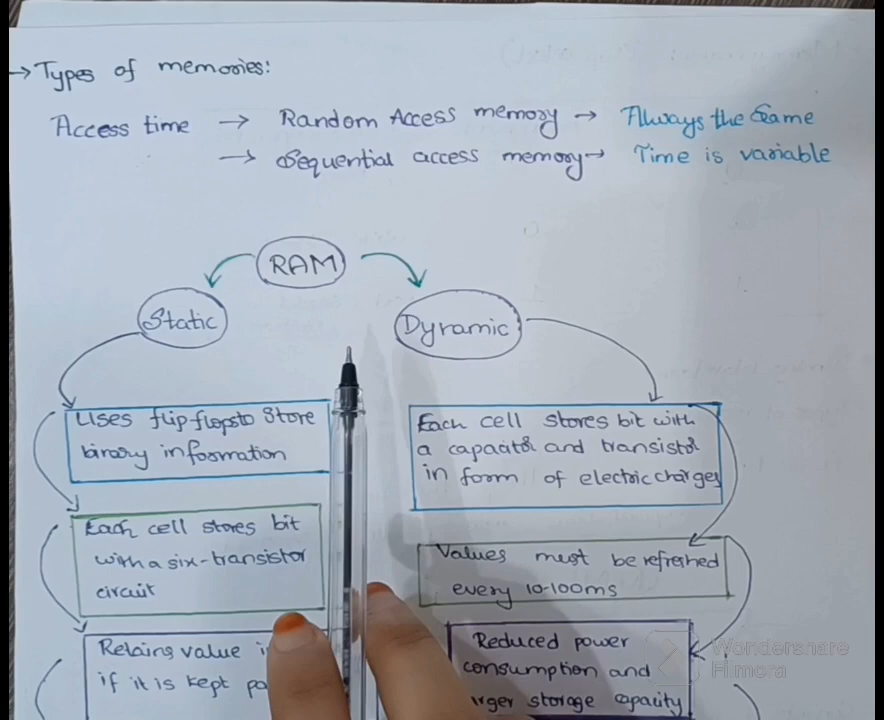 →Types of memories:
Access time → Random Access memory → Always the same
→ Sequential access memory → Time is variable
RAM
Static
Dynamic
Uses flipflops to store
binary information
Each cell stores bit
with a six-transistor
circuit
Retains value
if it is kept
Each cell stores bit with
a capacitor and transistor
in form of electric charges
Values must be refreshed
every 10-100ms
Reduced power
consumption and
storage capacity
Wondershare
Filmora